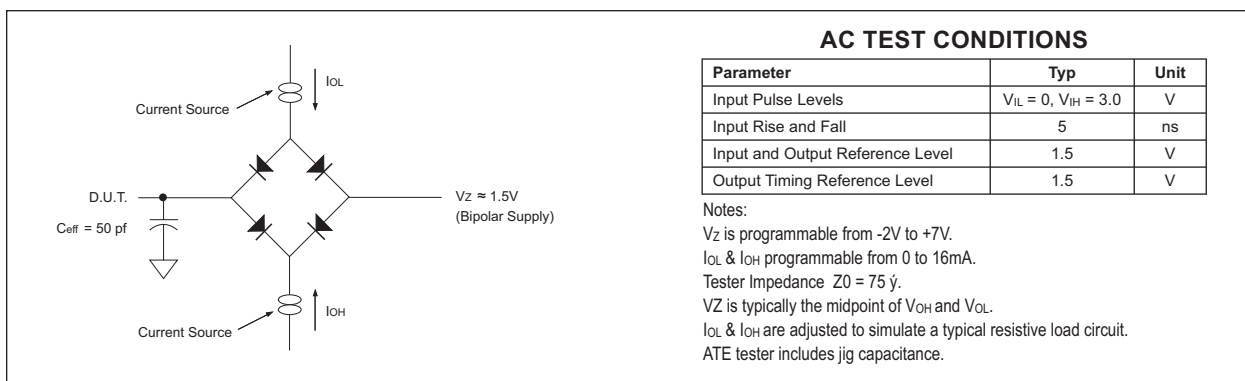 IOL
Current Source
D.U.T.
Ceff = 50 pf
VZ ≈ 1.5V
(Bipolar Supply)
IOH
Current Source
AC TEST CONDITIONS
Parameter Typ Unit
Input Pulse Levels VIL = 0, VIH = 3.0 V
Input Rise and Fall 5 ns
Input and Output Reference Level 1.5 V
Output Timing Reference Level 1.5 V
Notes:
VZ is programmable from -2V to +7V.
IOL & IOH programmable from 0 to 16mA.
Tester Impedance Z0 = 75 ý.
VZ is typically the midpoint of VOH and VOL.
IOL & IOH are adjusted to simulate a typical resistive load circuit.
ATE tester includes jig capacitance.